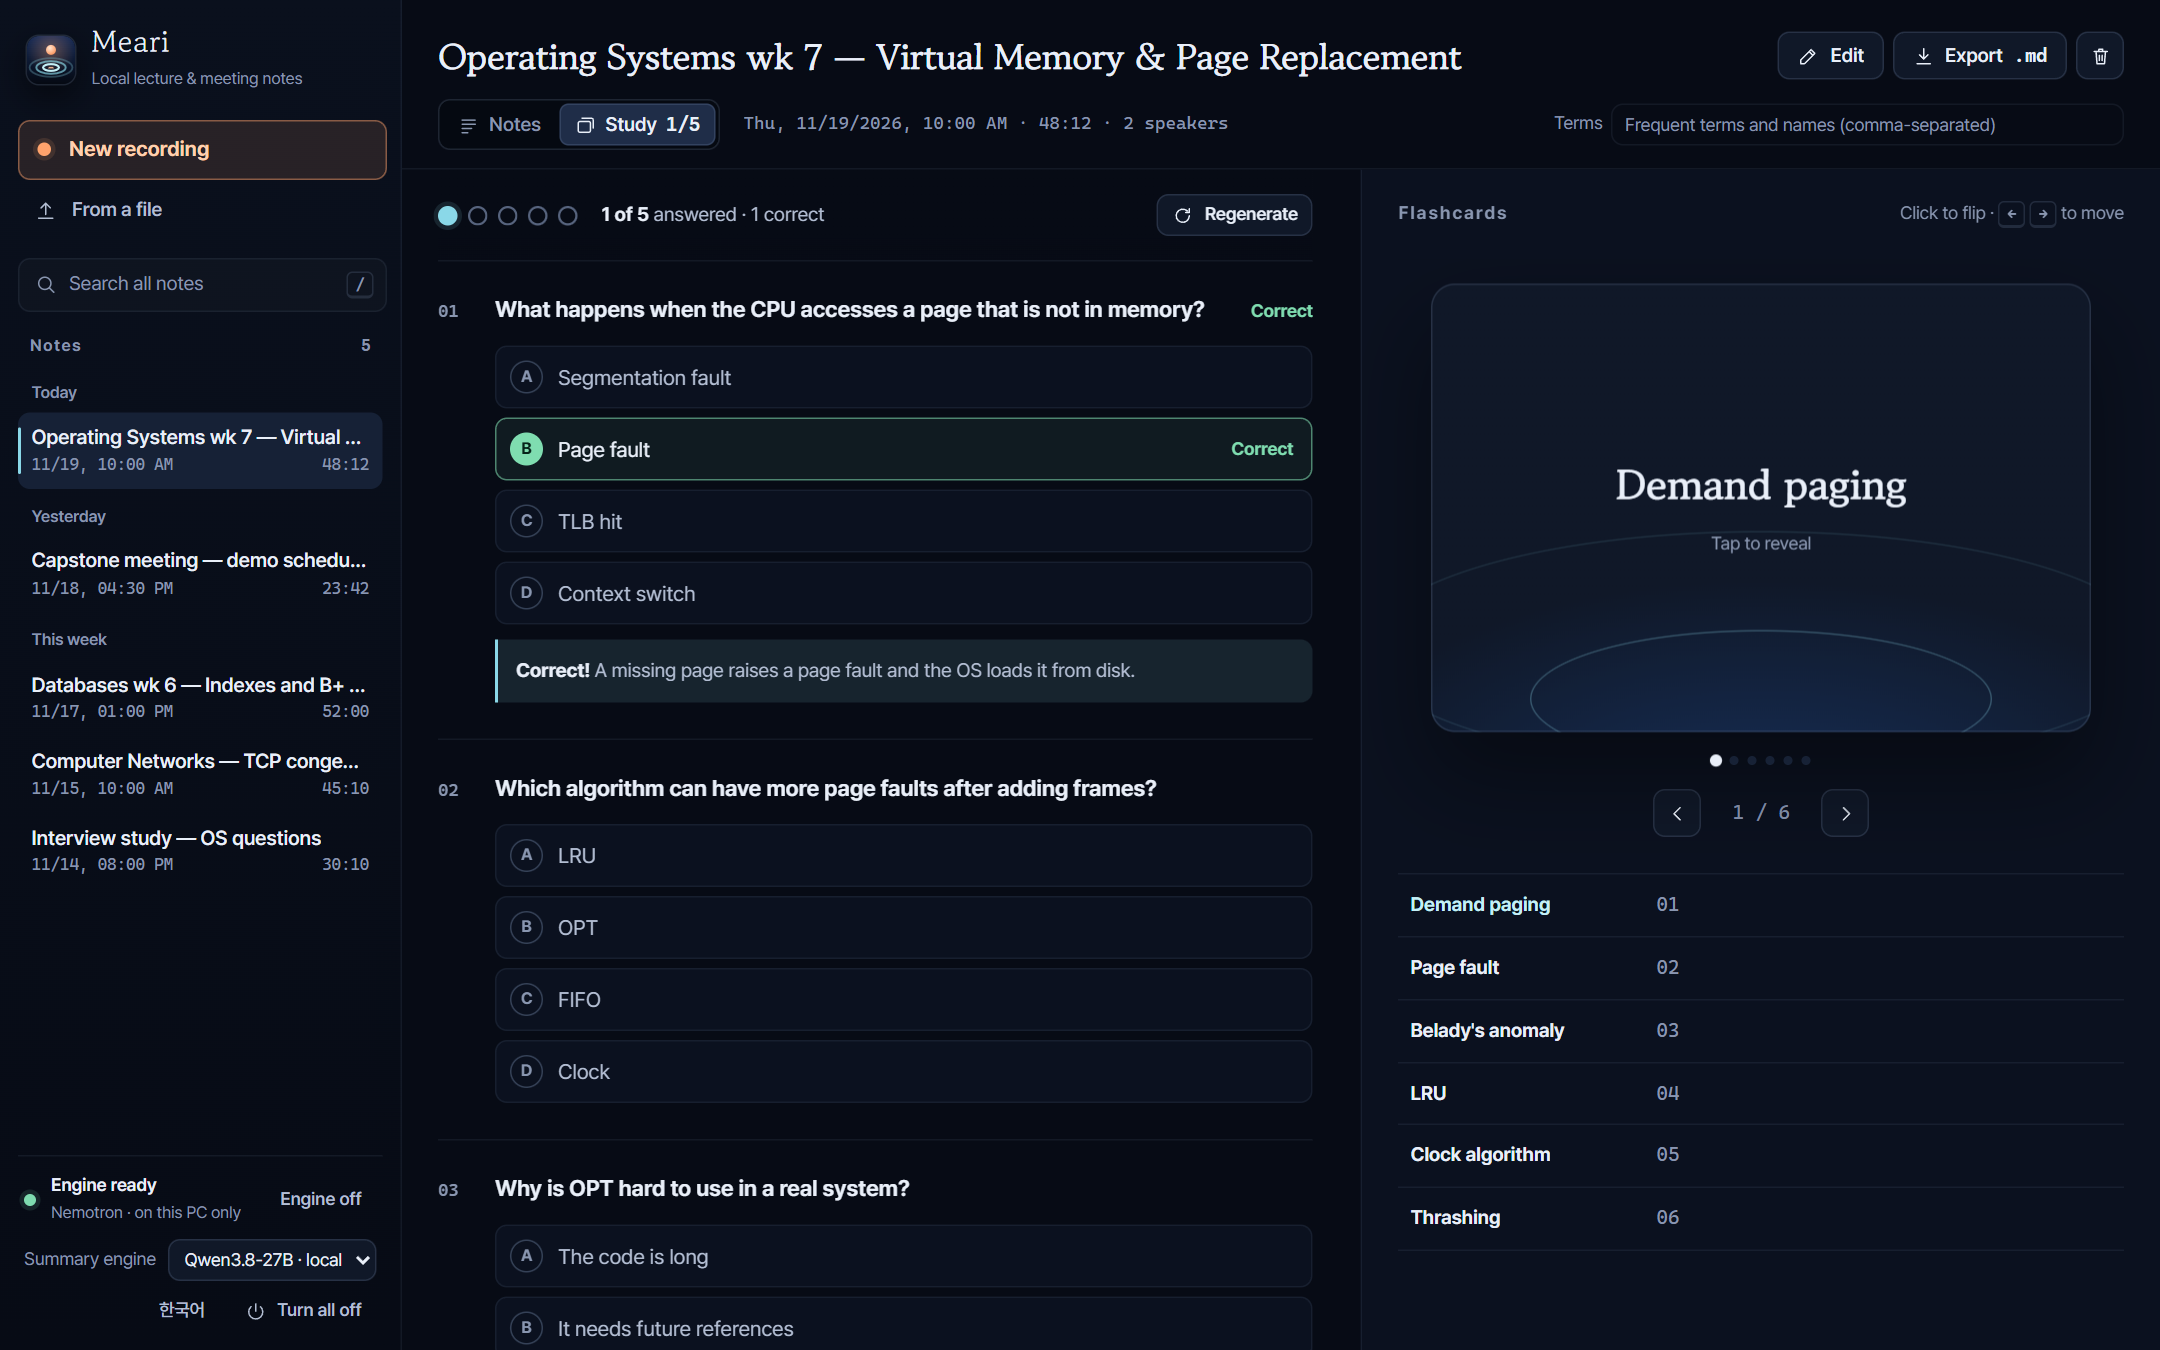 Meari
Local lecture & meeting notes
New recording
From a file
Search all notes /
Notes 5
Today
Operating Systems wk 7 — Virtual ...
11/19, 10:00 AM 48:12
Yesterday
Capstone meeting — demo schedu...
11/18, 04:30 PM 23:42
This week
Databases wk 6 — Indexes and B+ ...
11/17, 01:00 PM 52:00
Computer Networks — TCP conge...
11/15, 10:00 AM 45:10
Interview study — OS questions
11/14, 08:00 PM 30:10
Engine ready
Nemotron · on this PC only
Engine off
Summary engine Qwen3.8-27B · local
한국어 Turn all off
Operating Systems wk 7 — Virtual Memory & Page Replacement
Edit Export .md
Notes Study 1/5 Thu, 11/19/2026, 10:00 AM · 48:12 · 2 speakers
Terms Frequent terms and names (comma-separated)
1 of 5 answered · 1 correct Regenerate
01 What happens when the CPU accesses a page that is not in memory? Correct
A Segmentation fault
B Page fault Correct
C TLB hit
D Context switch
Correct! A missing page raises a page fault and the OS loads it from disk.
02 Which algorithm can have more page faults after adding frames?
A LRU
B OPT
C FIFO
D Clock
03 Why is OPT hard to use in a real system?
A The code is long
B It needs future references
Flashcards Click to flip · ← → to move
Demand paging
Tap to reveal
1 / 6
Demand paging 01
Page fault 02
Belady's anomaly 03
LRU 04
Clock algorithm 05
Thrashing 06